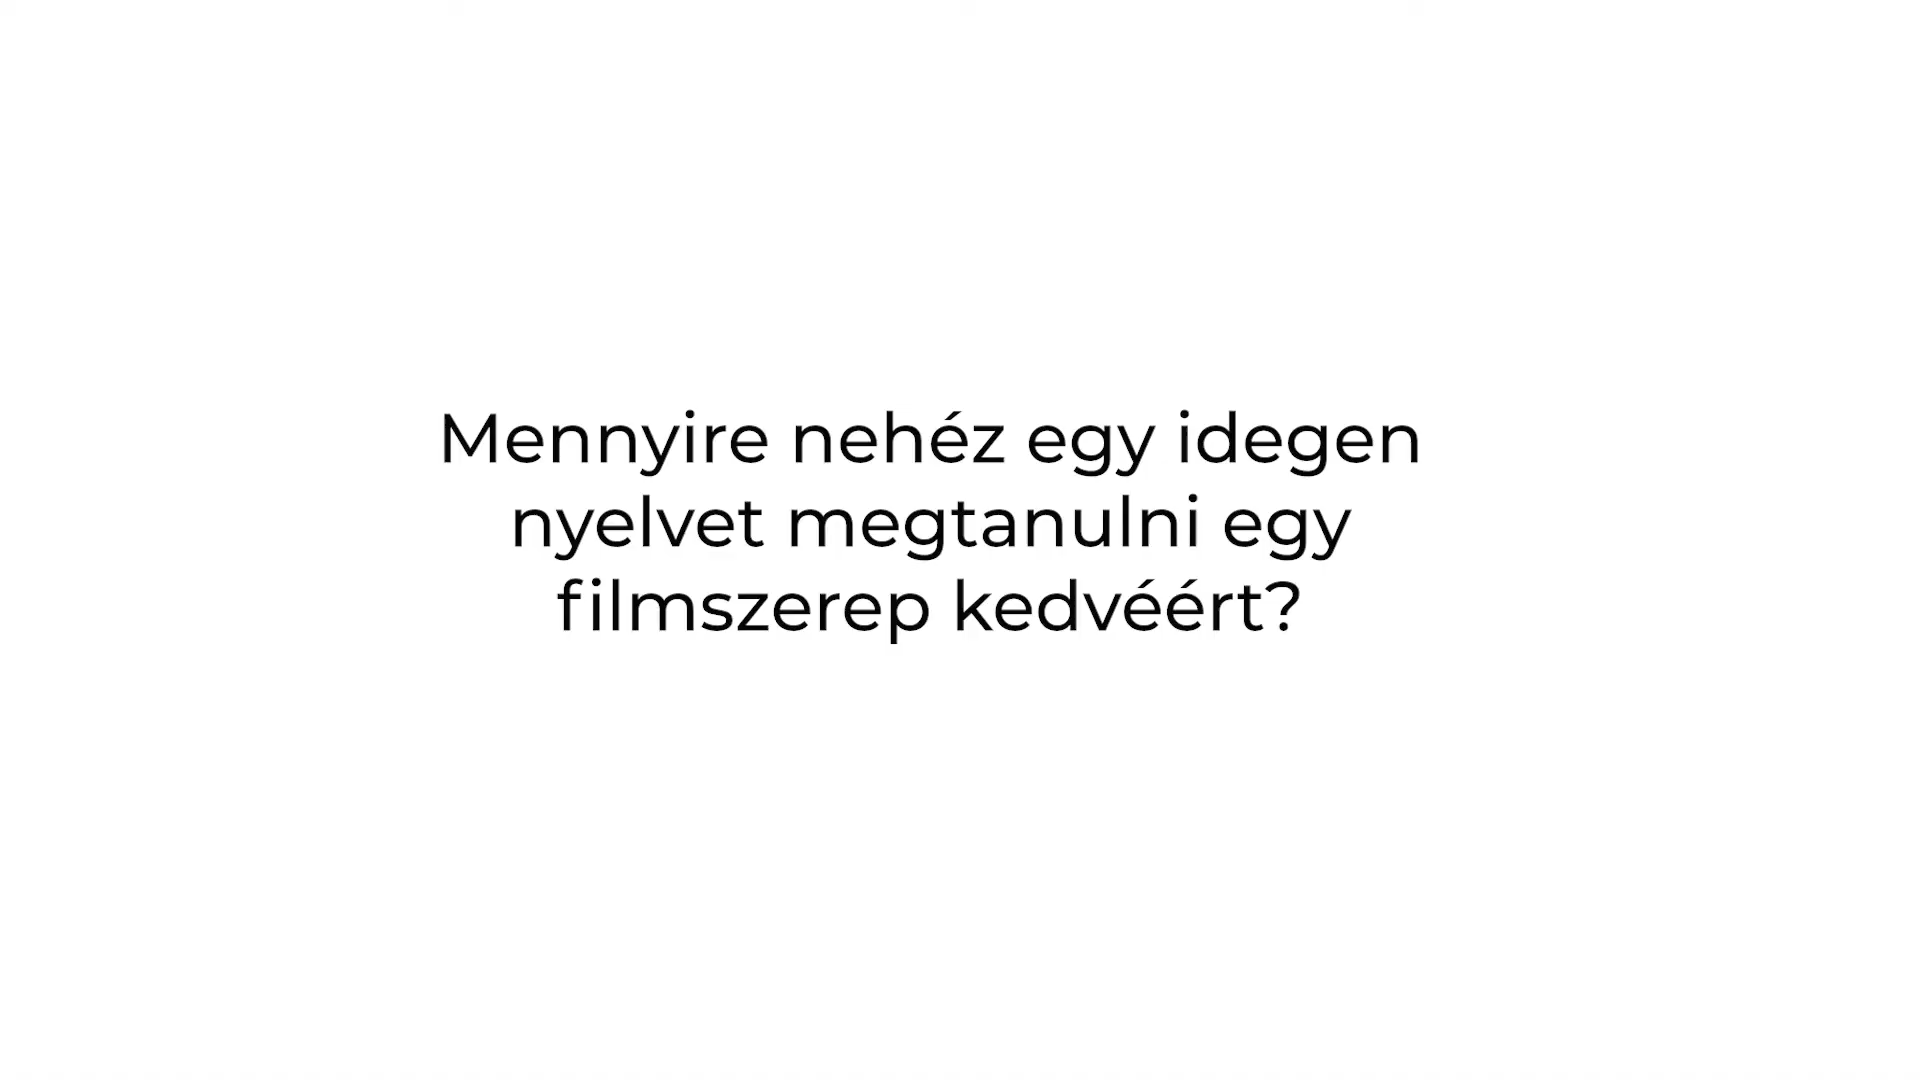 Mennyire nehéz egy idegen
nyelvet megtanulni egy
filmszerep kedvéért?